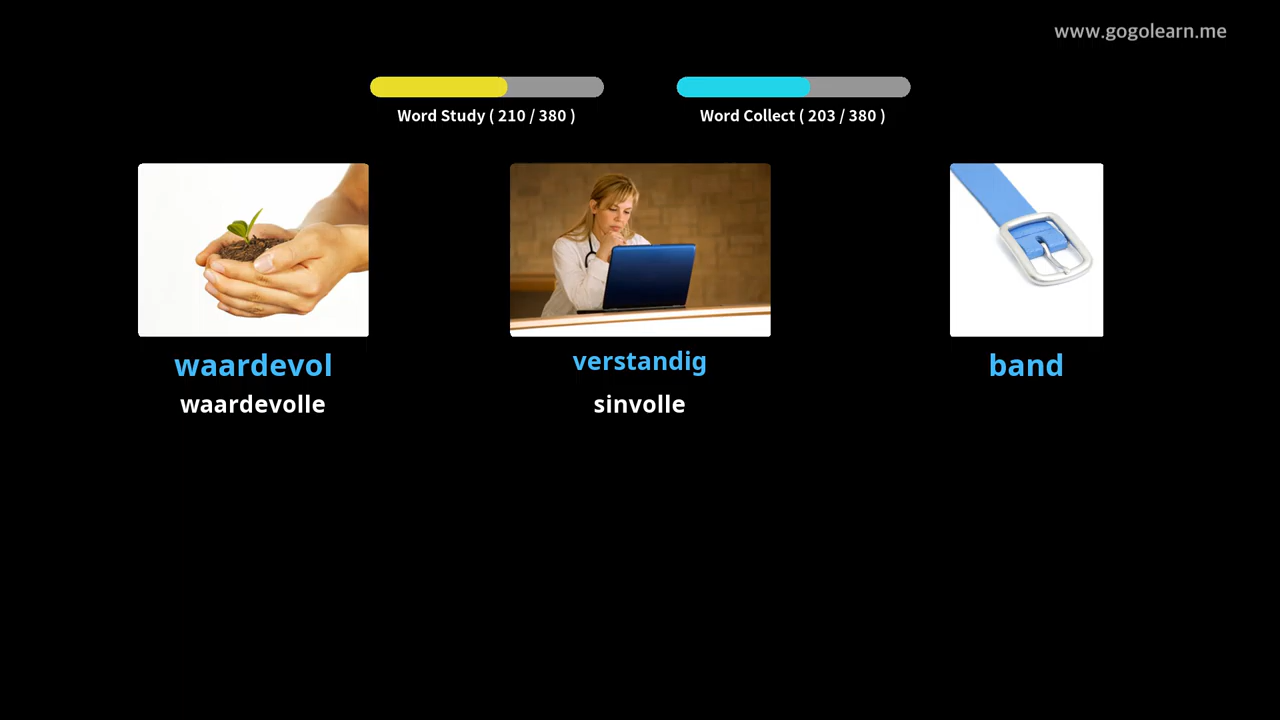 www.gogolearn.me
Word Study ( 210 / 380 )
Word Collect ( 203 / 380 )
waardevol
waardevolle
verstandig
sinvolle
band